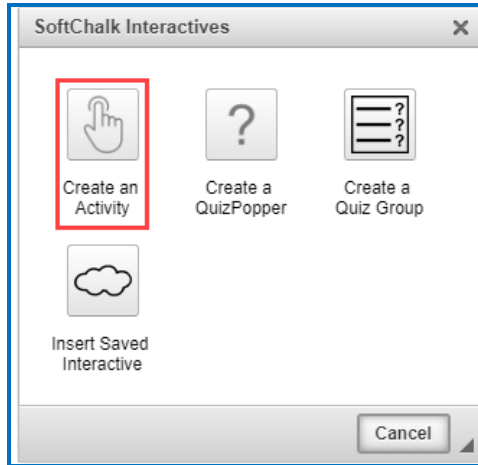 SoftChalk Interactives
Create an
Activity
?
Create a
QuizPopper
?
?
?
Create a
Quiz Group
Insert Saved
Interactive
Cancel